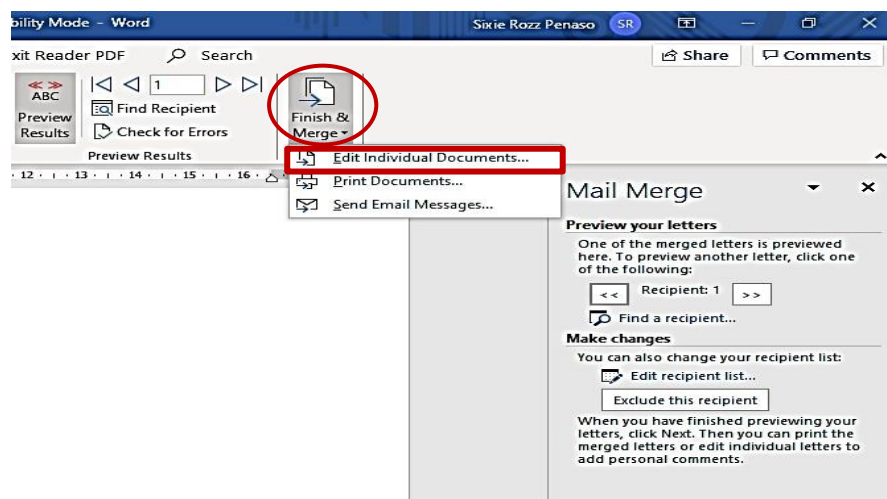 bility Mode - Word Sixie Rozz Penaso SR
xit Reader PDF Search Share Comments
ABC 1
Preview Results
Find Recipient
Check for Errors
Finish & Merge
Preview Results
Edit Individual Documents...
Print Documents...
Send Email Messages...
12 13 14 15 16
Mail Merge
Preview your letters
One of the merged letters is previewed
here. To preview another letter, click one
of the following:
<< Recipient: 1 >>
Find a recipient...
Make changes
You can also change your recipient list:
Edit recipient list...
Exclude this recipient
When you have finished previewing your
letters, click Next. Then you can print the
merged letters or edit individual letters to
add personal comments.